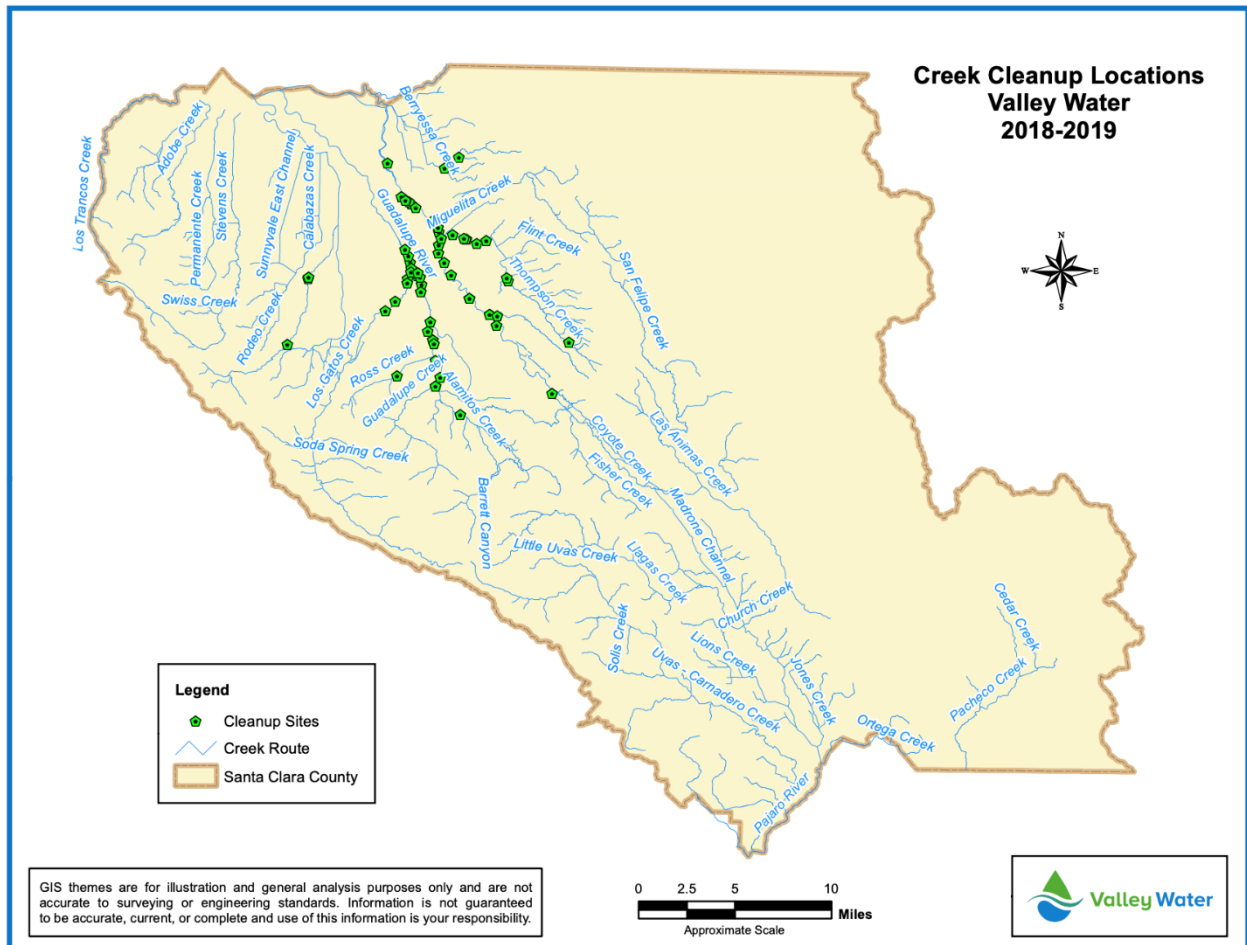 Creek Cleanup Locations
Valley Water
2018-2019
Los Trancos Creek
Adobe Creek
Permanente Creek
Stevens Creek
Sunnyvale East Channel
Calabazas Creek
Berryessa Creek
Guadalupe River
Miguelita Creek
Flint Creek
Thompson Creek
San Felipe Creek
Swiss Creek
Rodeo Creek
Los Gatos Creek
Ross Creek
Guadalupe Creek
Alamitos Creek
Soda Spring Creek
Barrett Canyon
Coyote Creek
Fisher Creek
Las Animas Creek
Madrone Channel
Little Uvas Creek
Llagas Creek
Church Creek
Solis Creek
Lions Creek
Uvas - Carnadero Creek
Jones Creek
Cedar Creek
Pacheco Creek
Ortega Creek
Pajaro River
N
W
E
S
Legend
Cleanup Sites
Creek Route
Santa Clara County
GIS themes are for illustration and general analysis purposes only and are not
accurate to surveying or engineering standards. Information is not guaranteed
to be accurate, current, or complete and use of this information is your responsibility.
0 2.5 5 10
Miles
Approximate Scale
Valley Water